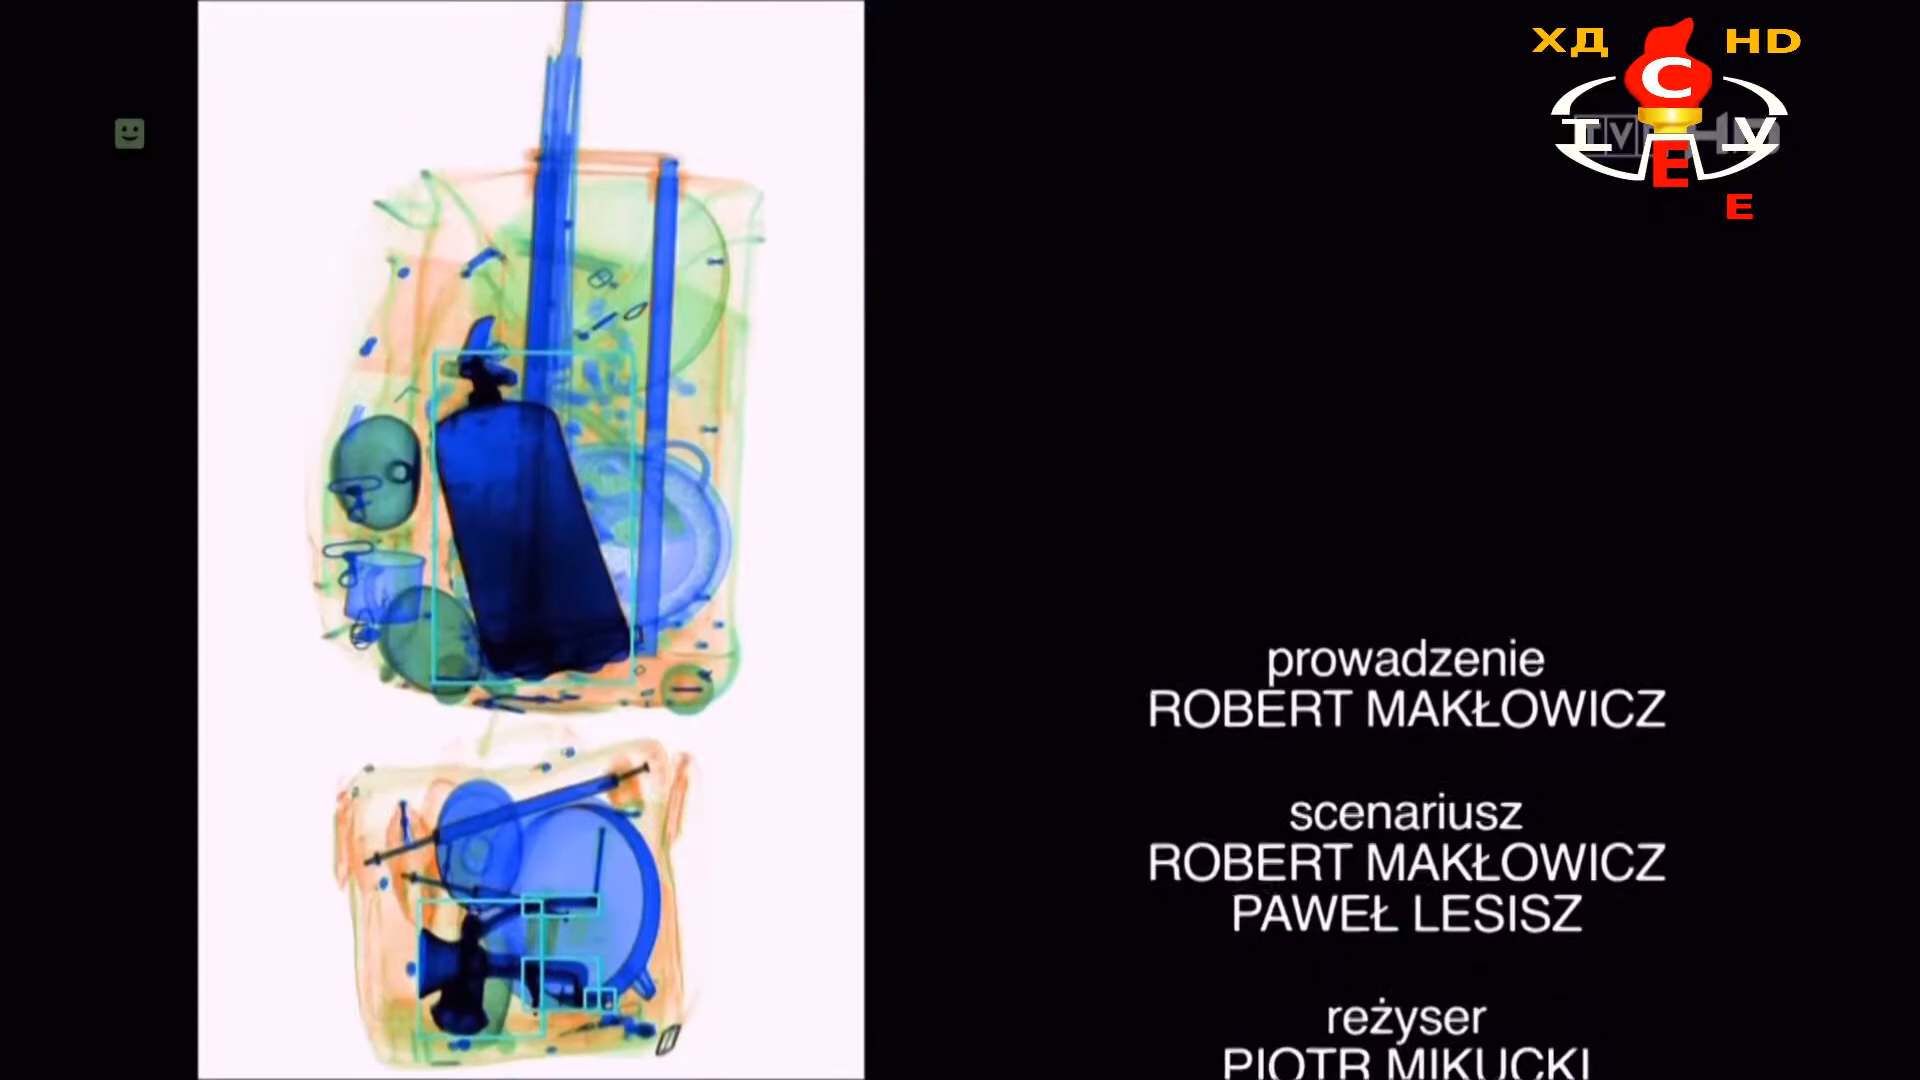 ХД HD
C
TV E V
E
prowadzenie
ROBERT MAKŁOWICZ
scenariusz
ROBERT MAKŁOWICZ
PAWEŁ LESISZ
reżyser
PIOTR MIKUCKI